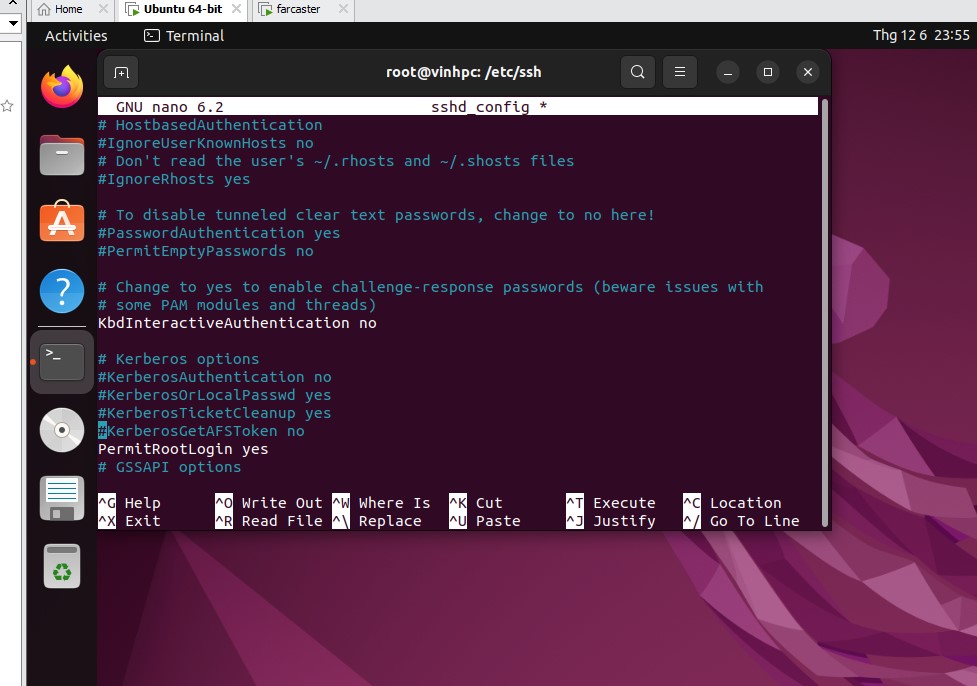 Home
Ubuntu 64-bit
farcaster
Activities
Terminal
Thg 12 6 23:55
root@vinhpc: /etc/ssh
GNU nano 6.2 sshd_config *
# HostbasedAuthentication
#IgnoreUserKnownHosts no
# Don't read the user's ~/.rhosts and ~/.shosts files
#IgnoreRhosts yes
# To disable tunneled clear text passwords, change to no here!
#PasswordAuthentication yes
#PermitEmptyPasswords no
# Change to yes to enable challenge-response passwords (beware issues with
# some PAM modules and threads)
KbdInteractiveAuthentication no
# Kerberos options
#KerberosAuthentication no
#KerberosOrLocalPasswd yes
#KerberosTicketCleanup yes
#KerberosGetAFSToken no
PermitRootLogin yes
# GSSAPI options
^G Help ^O Write Out ^W Where Is ^K Cut ^T Execute ^C Location
^X Exit ^R Read File ^\ Replace ^U Paste ^J Justify ^/ Go To Line